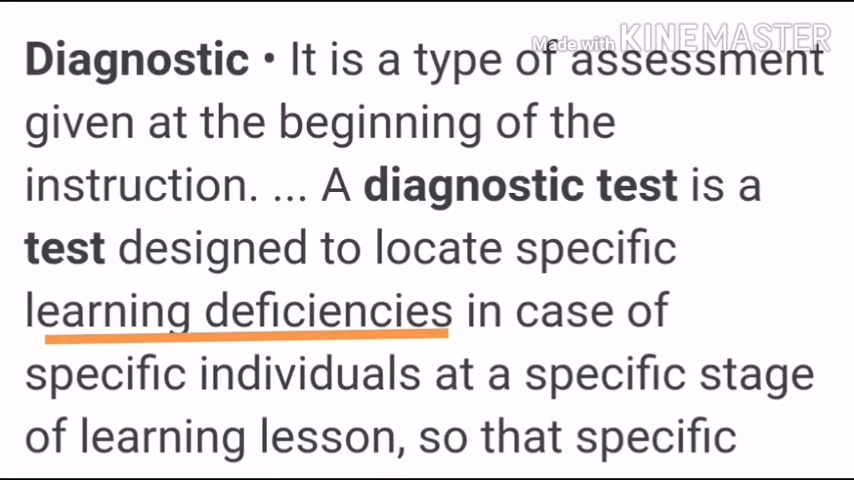 Made with KINEMASTER
Diagnostic • It is a type of assessment
given at the beginning of the
instruction. ... A diagnostic test is a
test designed to locate specific
learning deficiencies in case of
specific individuals at a specific stage
of learning lesson, so that specific